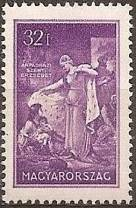 32f
ÁRPÁDHÁZI
SZENT
ERZSÉBET
MAGYARORSZÁG